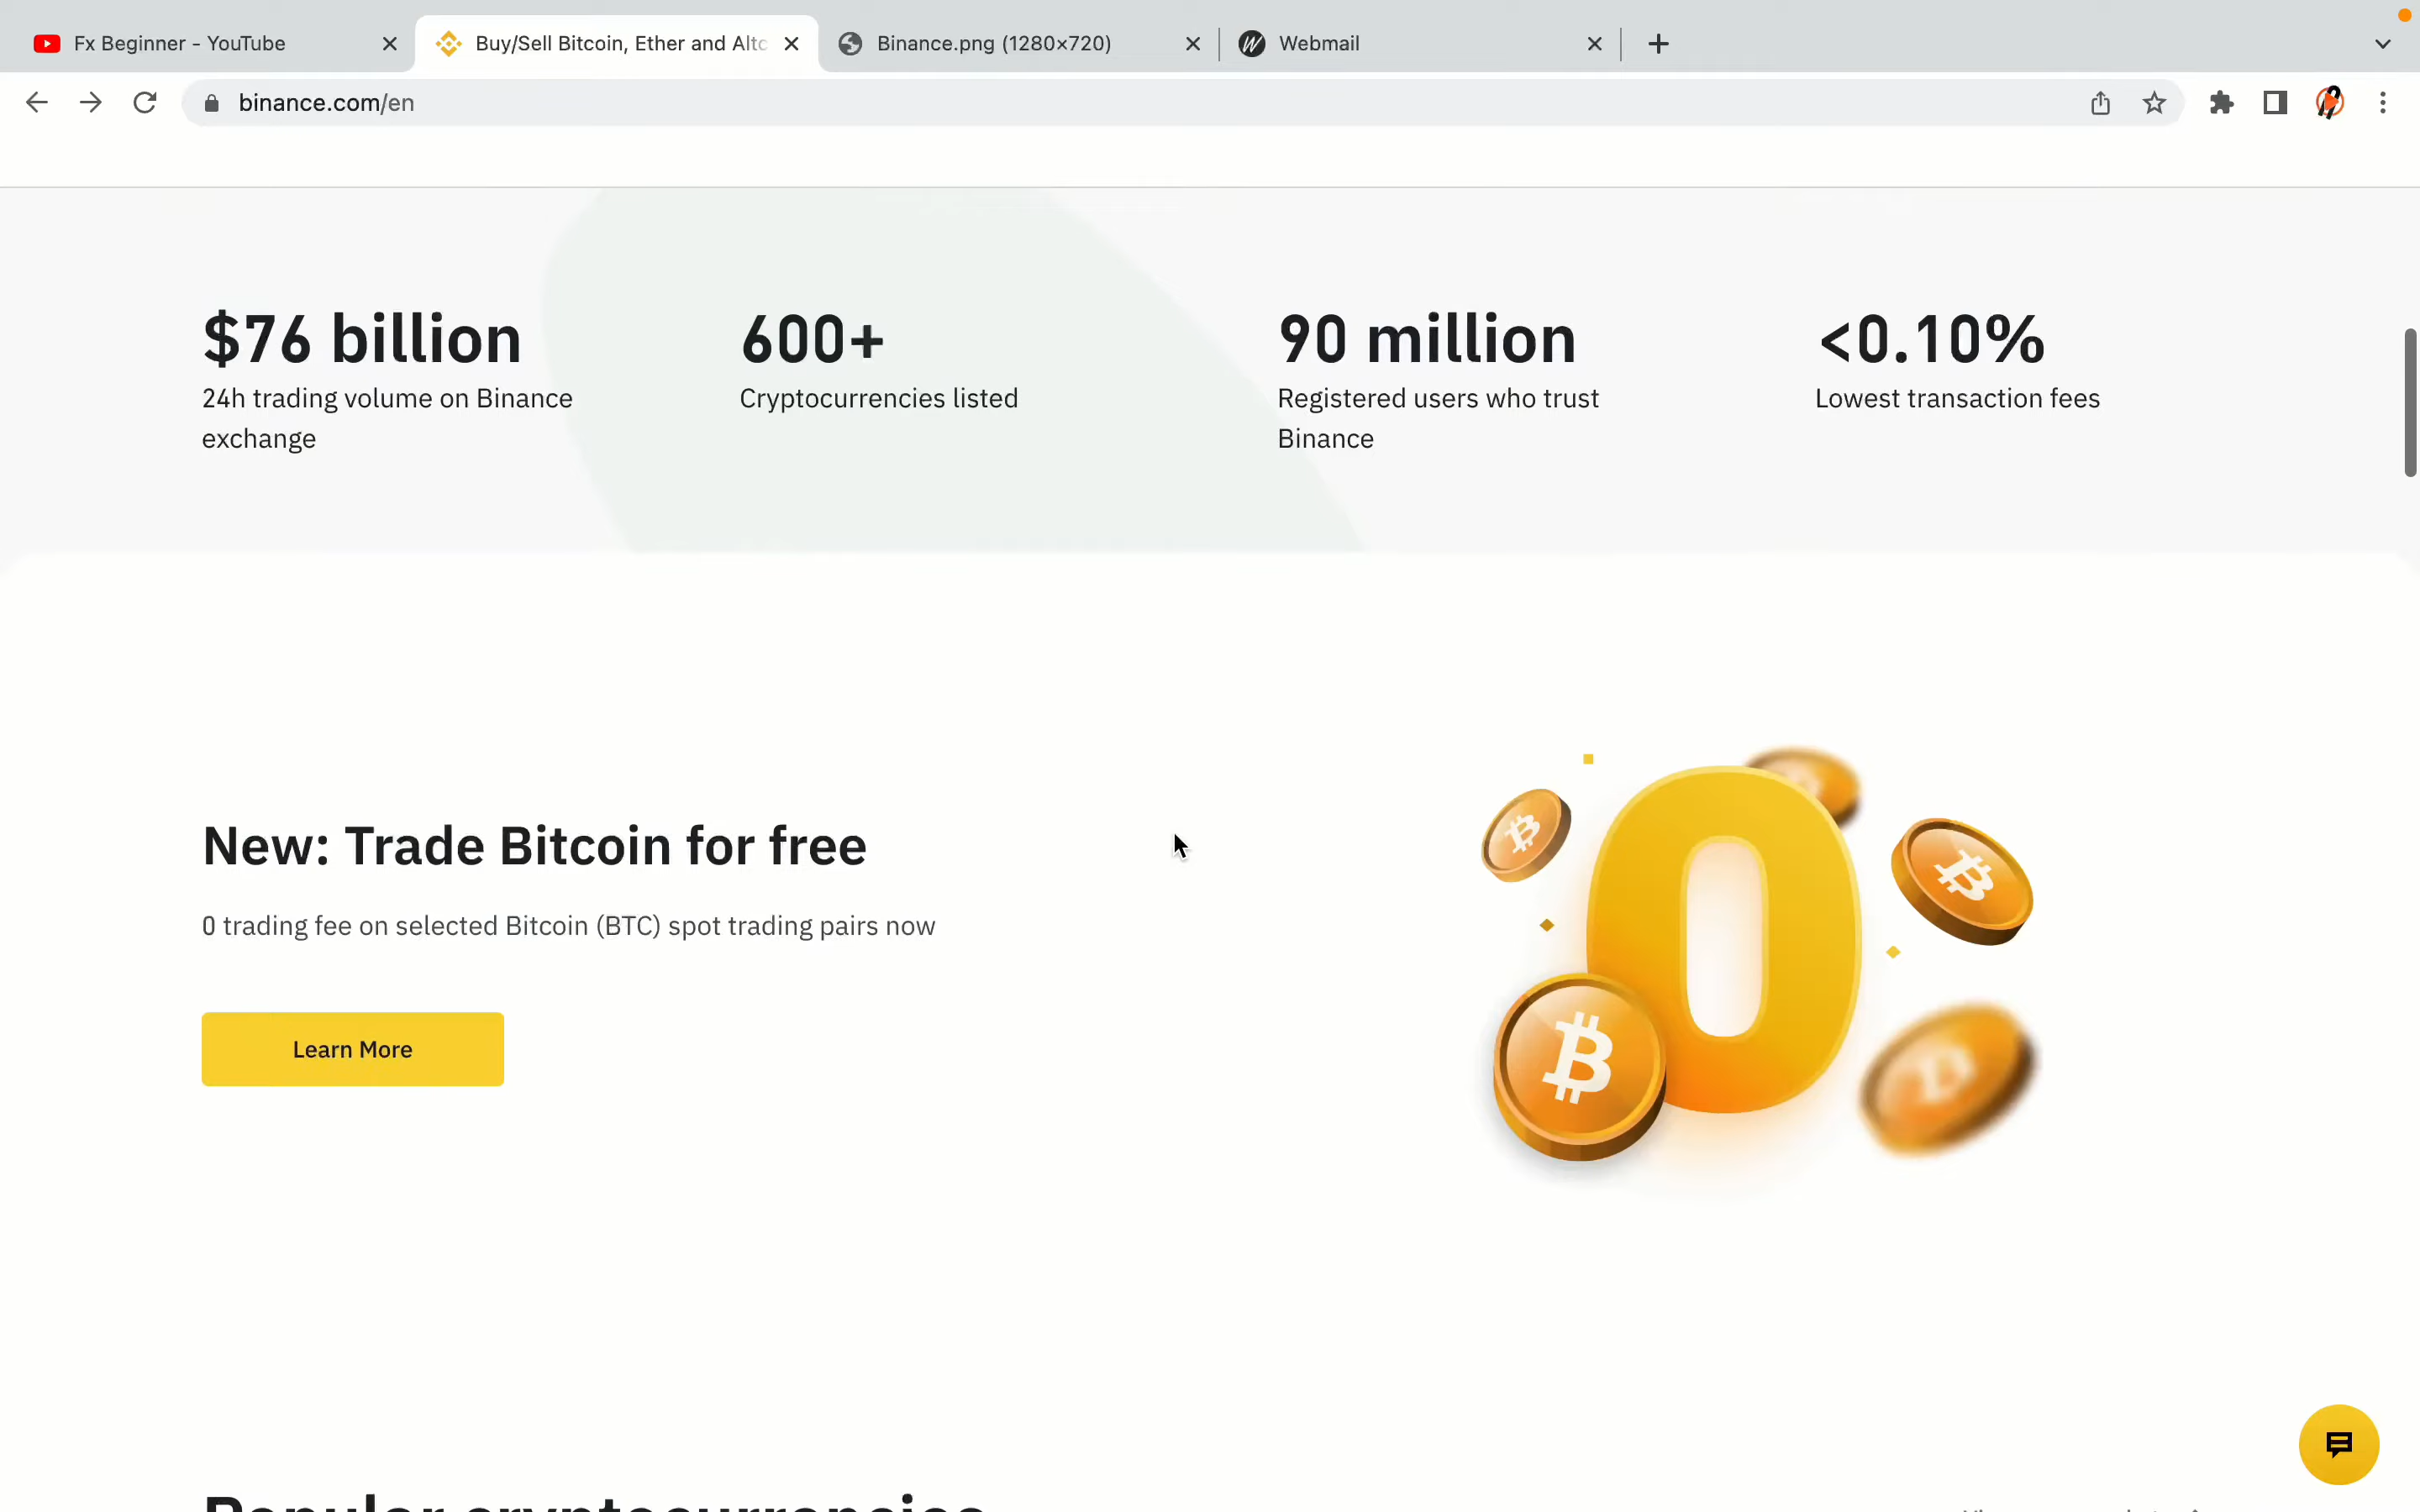 Fx Beginner - YouTube
Buy/Sell Bitcoin, Ether and Altc
Binance.png (1280×720)
Webmail
binance.com/en
$76 billion
24h trading volume on Binance
exchange
600+
Cryptocurrencies listed
90 million
Registered users who trust
Binance
<0.10%
Lowest transaction fees
New: Trade Bitcoin for free
0 trading fee on selected Bitcoin (BTC) spot trading pairs now
Learn More
0
Popular cryptocurrencies